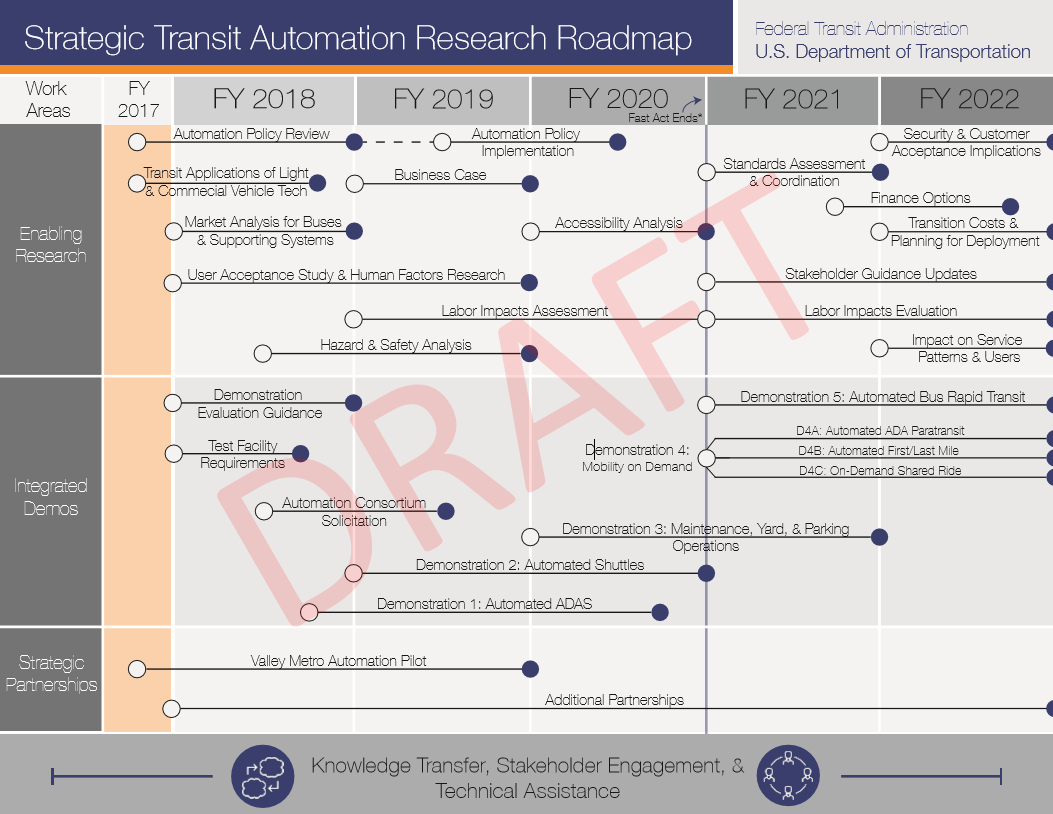 Strategic Transit Automation Research Roadmap
Federal Transit Administration
U.S. Department of Transportation
Work
Areas
FY
2017
FY 2018
FY 2019
FY 2020
Fast Act Ends*
FY 2021
FY 2022
Enabling
Research
Automation Policy Review
Automation Policy
Implementation
Security & Customer
Acceptance Implications
Transit Applications of Light
& Commecial Vehicle Tech
Business Case
Standards Assessment
& Coordination
Finance Options
Market Analysis for Buses
& Supporting Systems
Accessibility Analysis
Transition Costs &
Planning for Deployment
User Acceptance Study & Human Factors Research
Stakeholder Guidance Updates
Labor Impacts Assessment
Labor Impacts Evaluation
Hazard & Safety Analysis
Impact on Service
Patterns & Users
Integrated
Demos
Demonstration
Evaluation Guidance
Demonstration 5: Automated Bus Rapid Transit
Test Facility
Requirements
Demonstration 4:
Mobility on Demand
D4A: Automated ADA Paratransit
D4B: Automated First/Last Mile
D4C: On-Demand Shared Ride
Automation Consortium
Solicitation
Demonstration 3: Maintenance, Yard, & Parking
Operations
Demonstration 2: Automated Shuttles
Demonstration 1: Automated ADAS
Strategic
Partnerships
Valley Metro Automation Pilot
Additional Partnerships
DRAFT
Knowledge Transfer, Stakeholder Engagement, &
Technical Assistance